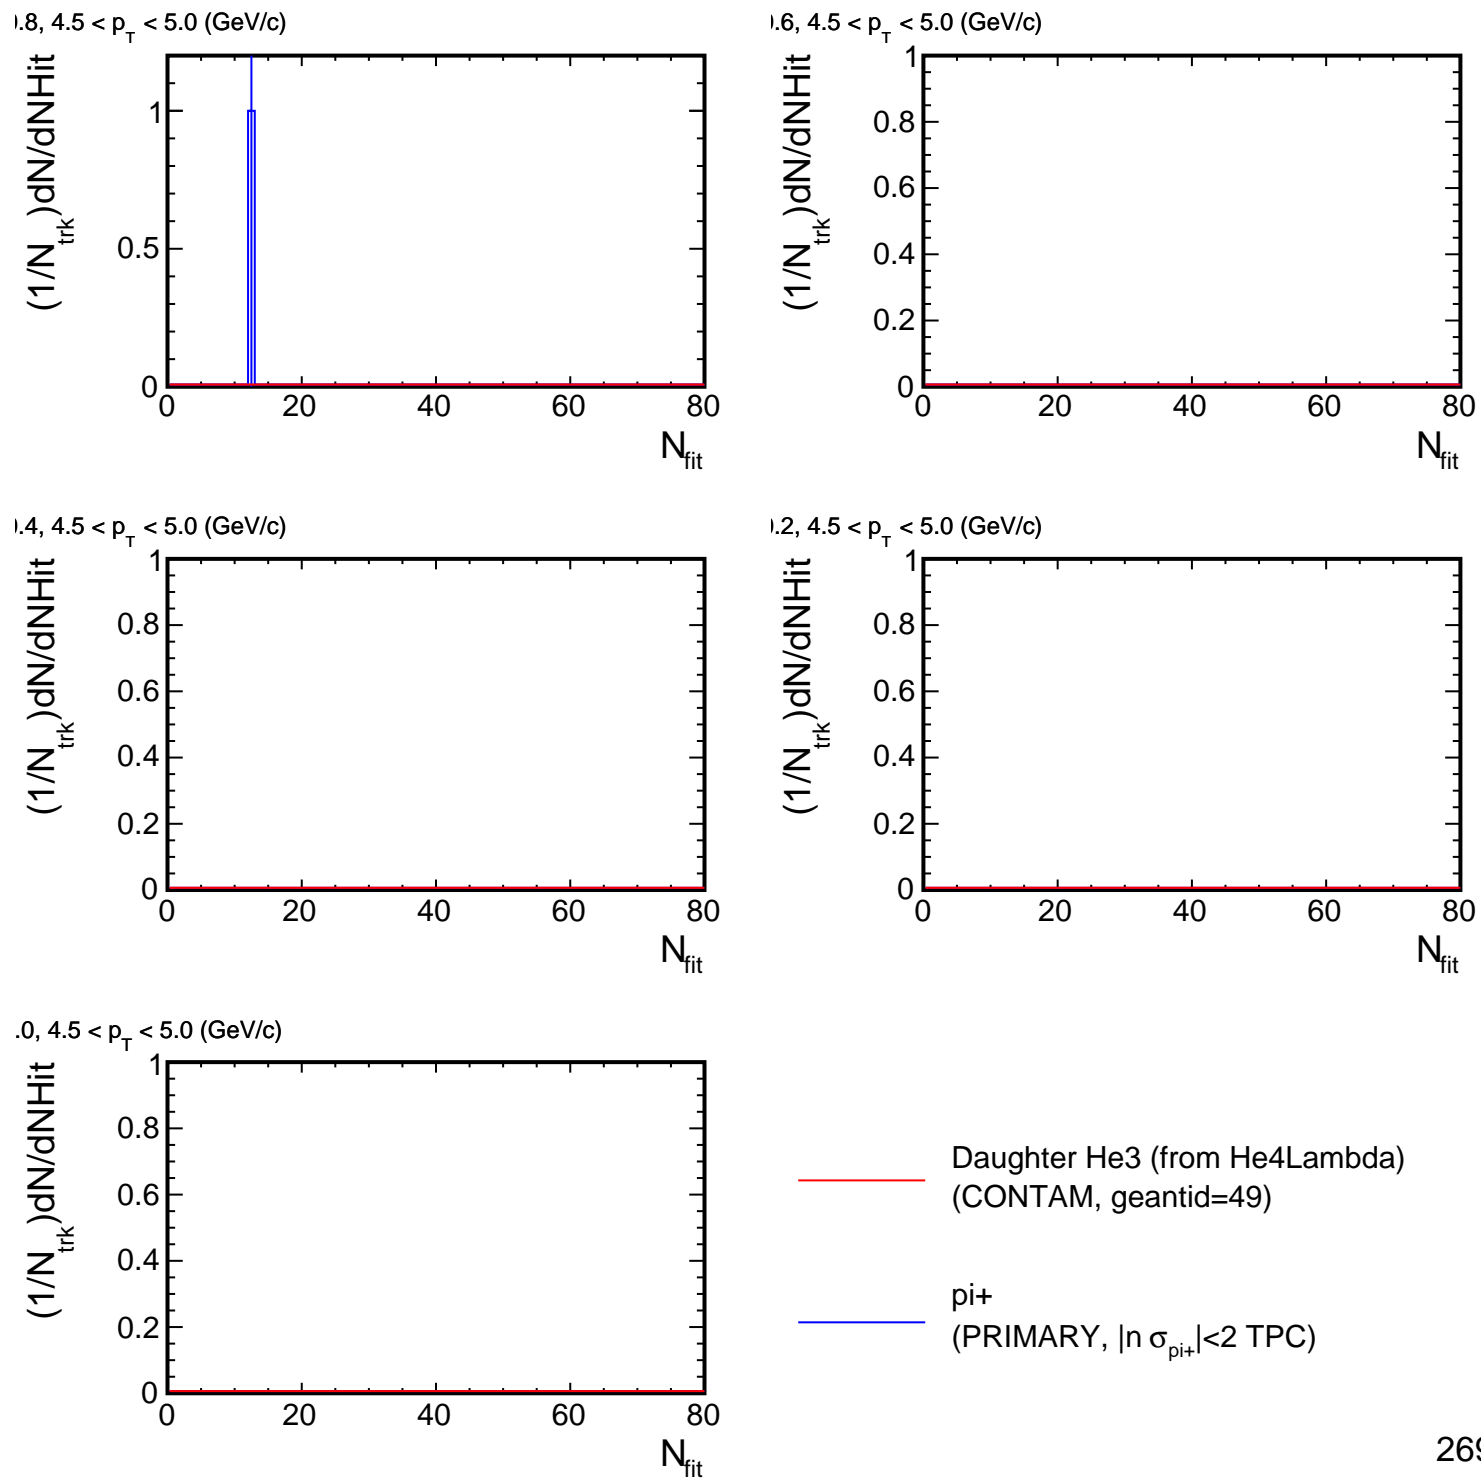 .8, 4.5 < p_T < 5.0 (GeV/c)
(1/N_trk)dN/dNHit
1
0.5
0
0 20 40 60 80
N_fit
.6, 4.5 < p_T < 5.0 (GeV/c)
(1/N_trk)dN/dNHit
1
0.8
0.6
0.4
0.2
0
0 20 40 60 80
N_fit
.4, 4.5 < p_T < 5.0 (GeV/c)
(1/N_trk)dN/dNHit
1
0.8
0.6
0.4
0.2
0
0 20 40 60 80
N_fit
.2, 4.5 < p_T < 5.0 (GeV/c)
(1/N_trk)dN/dNHit
1
0.8
0.6
0.4
0.2
0
0 20 40 60 80
N_fit
.0, 4.5 < p_T < 5.0 (GeV/c)
(1/N_trk)dN/dNHit
1
0.8
0.6
0.4
0.2
0
0 20 40 60 80
N_fit
Daughter He3 (from He4Lambda)
(CONTAM, geantid=49)
pi+
(PRIMARY, |n σ_pi+|<2 TPC)
269